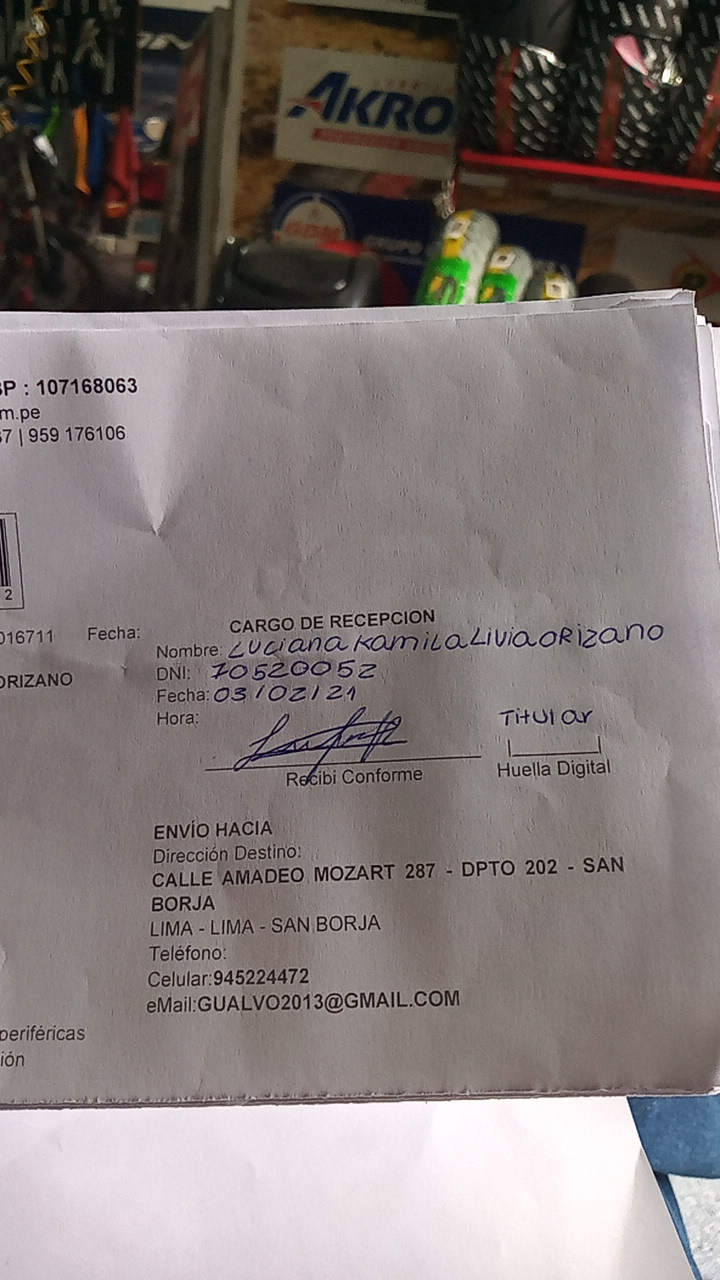 AKRO
GRUPO
SP : 107168063
m.pe
37 | 959 176106
2
016711 Fecha:
ORIZANO
CARGO DE RECEPCION
Nombre: Luciana Kamila Livia ORizano
DNI: 70520052
Fecha: 03/02/21
Hora:
Titular
Recibi Conforme
Huella Digital
ENVÍO HACIA
Dirección Destino:
CALLE AMADEO MOZART 287 - DPTO 202 - SAN
BORJA
LIMA - LIMA - SAN BORJA
Teléfono:
Celular:945224472
eMail:GUALVO2013@GMAIL.COM
periféricas
ión